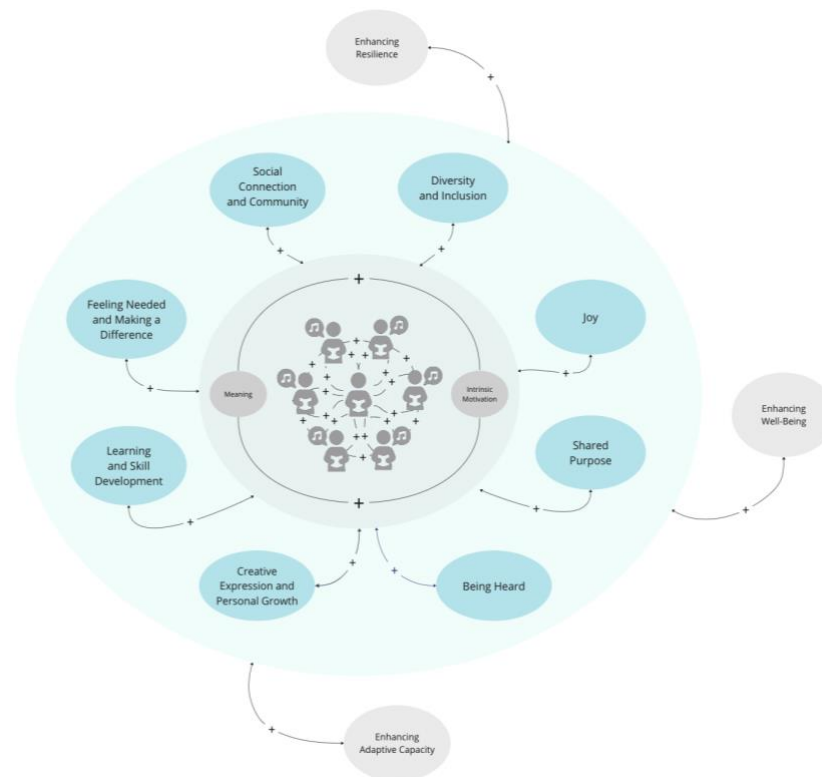 Enhancing
Resilience
Social
Connection
and Community
Diversity
and Inclusion
Feeling Needed
and Making a
Difference
Joy
Meaning
Intrinsic
Motivation
Enhancing
Well-Being
Learning
and Skill
Development
Shared
Purpose
Creative
Expression and
Personal Growth
Being Heard
Enhancing
Adaptive Capacity